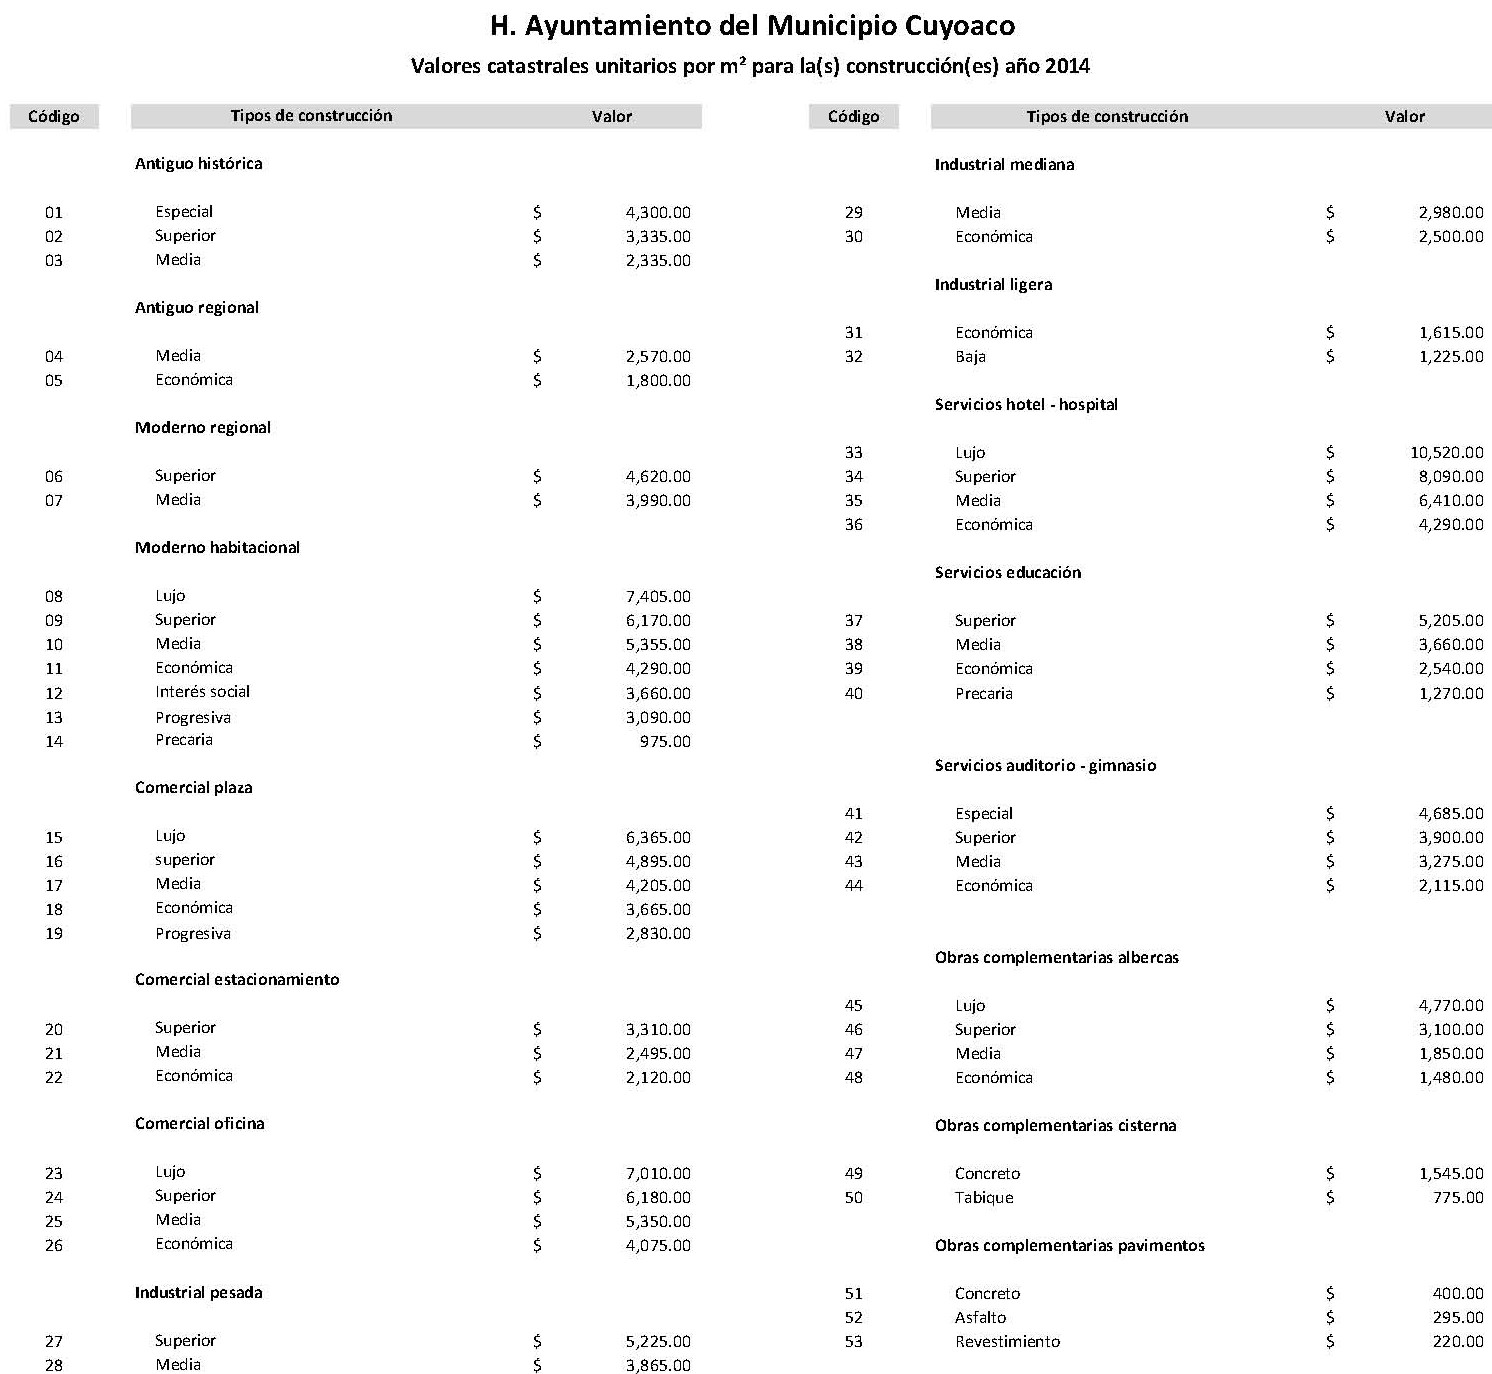 H. Ayuntamiento del Municipio Cuyoaco
Valores catastrales unitarios por m² para la(s) construcción(es) año 2014
Código Tipos de construcción Valor
Antiguo histórica
01 Especial $ 4,300.00
02 Superior $ 3,335.00
03 Media $ 2,335.00
Antiguo regional
04 Media $ 2,570.00
05 Económica $ 1,800.00
Moderno regional
06 Superior $ 4,620.00
07 Media $ 3,990.00
Moderno habitacional
08 Lujo $ 7,405.00
09 Superior $ 6,170.00
10 Media $ 5,355.00
11 Económica $ 4,290.00
12 Interés social $ 3,660.00
13 Progresiva $ 3,090.00
14 Precaria $ 975.00
Comercial plaza
15 Lujo $ 6,365.00
16 superior $ 4,895.00
17 Media $ 4,205.00
18 Económica $ 3,665.00
19 Progresiva $ 2,830.00
Comercial estacionamiento
20 Superior $ 3,310.00
21 Media $ 2,495.00
22 Económica $ 2,120.00
Comercial oficina
23 Lujo $ 7,010.00
24 Superior $ 6,180.00
25 Media $ 5,350.00
26 Económica $ 4,075.00
Industrial pesada
27 Superior $ 5,225.00
28 Media $ 3,865.00
Código Tipos de construcción Valor
Industrial mediana
29 Media $ 2,980.00
30 Económica $ 2,500.00
Industrial ligera
31 Económica $ 1,615.00
32 Baja $ 1,225.00
Servicios hotel - hospital
33 Lujo $ 10,520.00
34 Superior $ 8,090.00
35 Media $ 6,410.00
36 Económica $ 4,290.00
Servicios educación
37 Superior $ 5,205.00
38 Media $ 3,660.00
39 Económica $ 2,540.00
40 Precaria $ 1,270.00
Servicios auditorio - gimnasio
41 Especial $ 4,685.00
42 Superior $ 3,900.00
43 Media $ 3,275.00
44 Económica $ 2,115.00
Obras complementarias albercas
45 Lujo $ 4,770.00
46 Superior $ 3,100.00
47 Media $ 1,850.00
48 Económica $ 1,480.00
Obras complementarias cisterna
49 Concreto $ 1,545.00
50 Tabique $ 775.00
Obras complementarias pavimentos
51 Concreto $ 400.00
52 Asfalto $ 295.00
53 Revestimiento $ 220.00